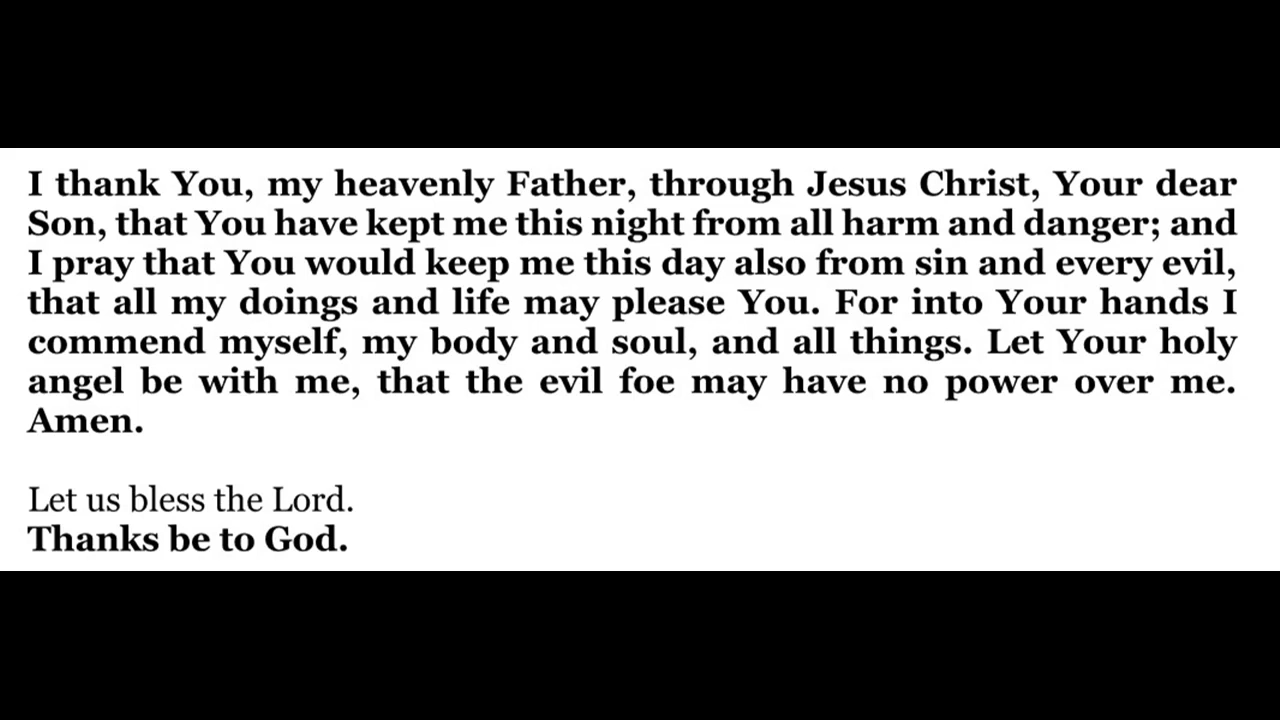 I thank You, my heavenly Father, through Jesus Christ, Your dear
Son, that You have kept me this night from all harm and danger; and
I pray that You would keep me this day also from sin and every evil,
that all my doings and life may please You. For into Your hands I
commend myself, my body and soul, and all things. Let Your holy
angel be with me, that the evil foe may have no power over me.
Amen.
Let us bless the Lord.
Thanks be to God.